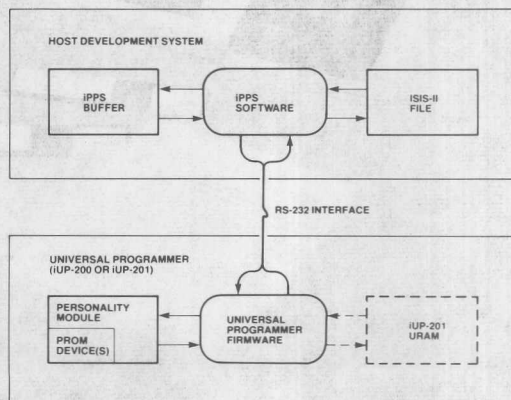 HOST DEVELOPMENT SYSTEM
iPPS
BUFFER
iPPS
SOFTWARE
ISIS-II
FILE
RS-232 INTERFACE
UNIVERSAL PROGRAMMER
(iUP-200 OR iUP-201)
PERSONALITY
MODULE
PROM
DEVICE(S)
UNIVERSAL
PROGRAMMER
FIRMWARE
iUP-201
URAM